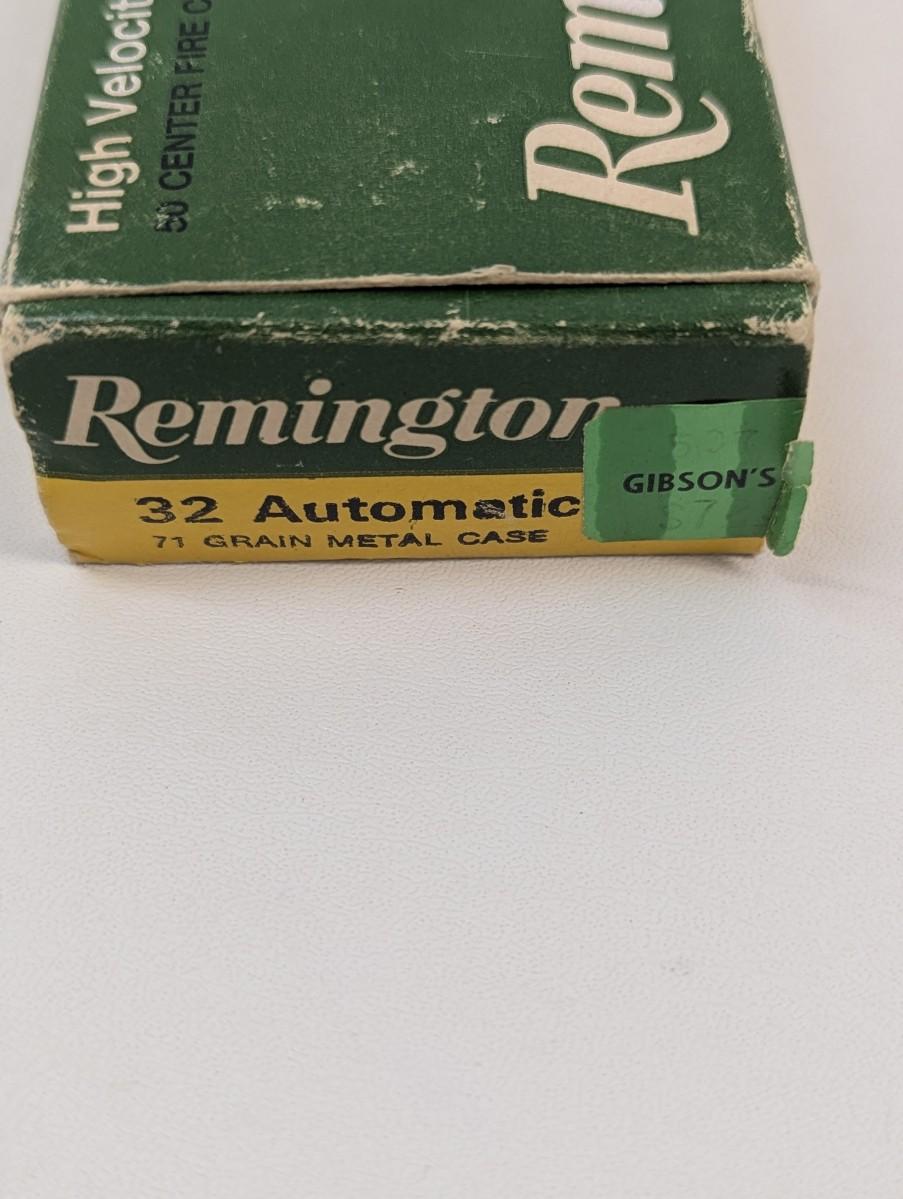 High Velocit
50 CENTER FIRE C
Rem
Remington
32 Automatic
71 GRAIN METAL CASE
GIBSON'S